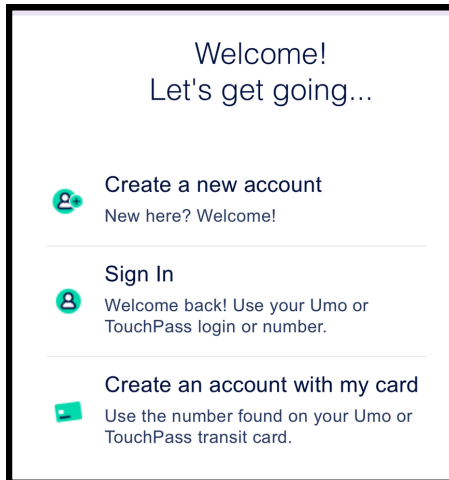 Welcome!
Let's get going...
Create a new account
New here? Welcome!
Sign In
Welcome back! Use your Umo or
TouchPass login or number.
Create an account with my card
Use the number found on your Umo or
TouchPass transit card.